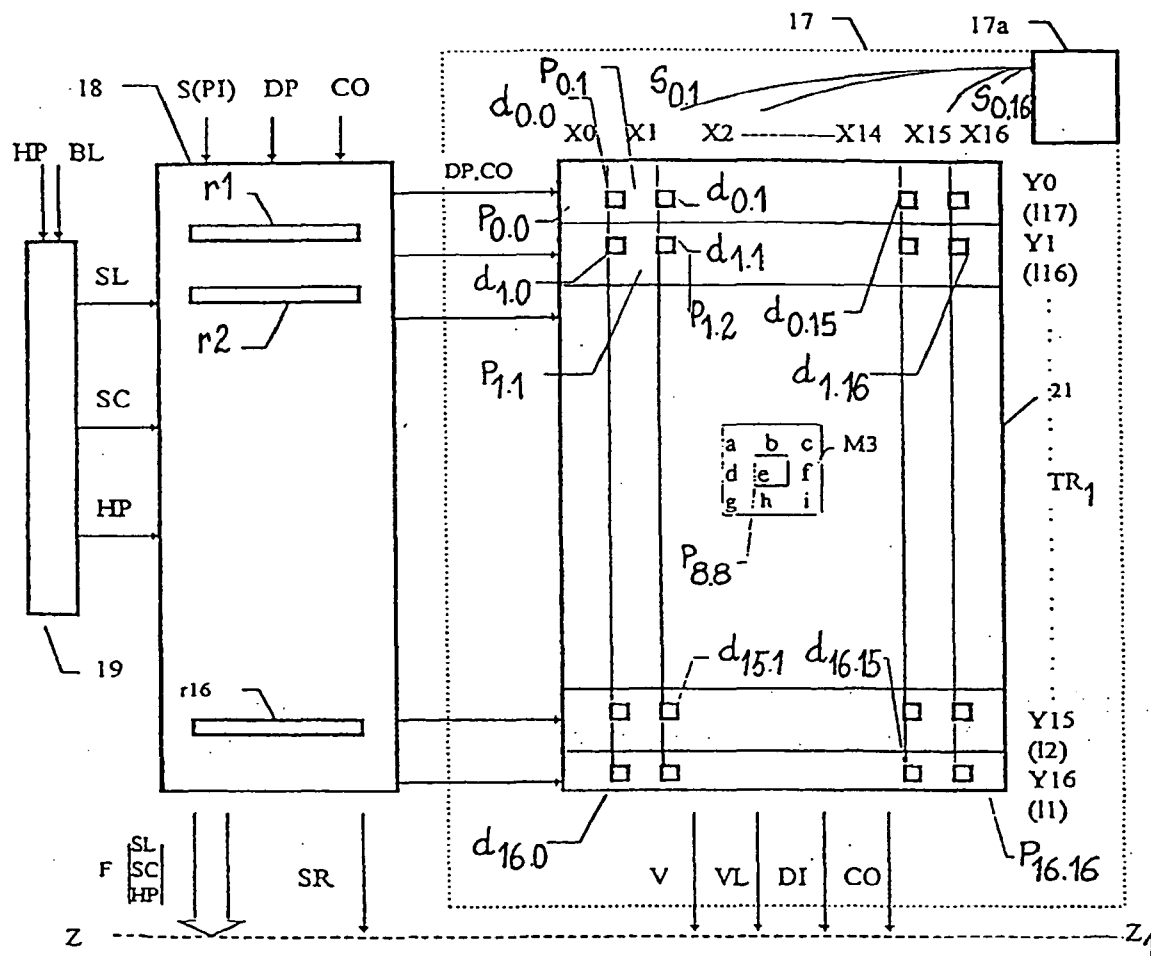 17
17a
18
S(PI) DP CO
P0.1
d0.0
S0.1
S0.16
HP BL
X0 X1 X2 ---------X14 X15 X16
DP.CO
r1
P0.0
d0.1
Y0
(l17)
Y1
(l16)
SL
d1.0
d1.1
r2
P1.2
d0.15
P1.1
d1.16
21
SC
a b c
M3
d e f
g h i
TR1
HP
P8.8
19
r16
d15.1
d16.15
Y15
(l2)
Y16
(l1)
d16.0
P16.16
F
SL
SC
HP
SR
V VL DI CO
Z